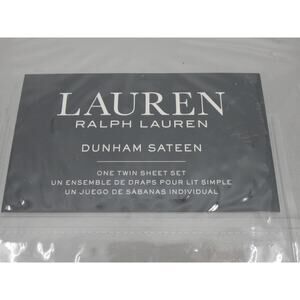 LAUREN
RALPH LAUREN
DUNHAM SATEEN
ONE TWIN SHEET SET
UN ENSEMBLE DE DRAPS POUR LIT SIMPLE
UN JUEGO DE SÁBANAS INDIVIDUAL